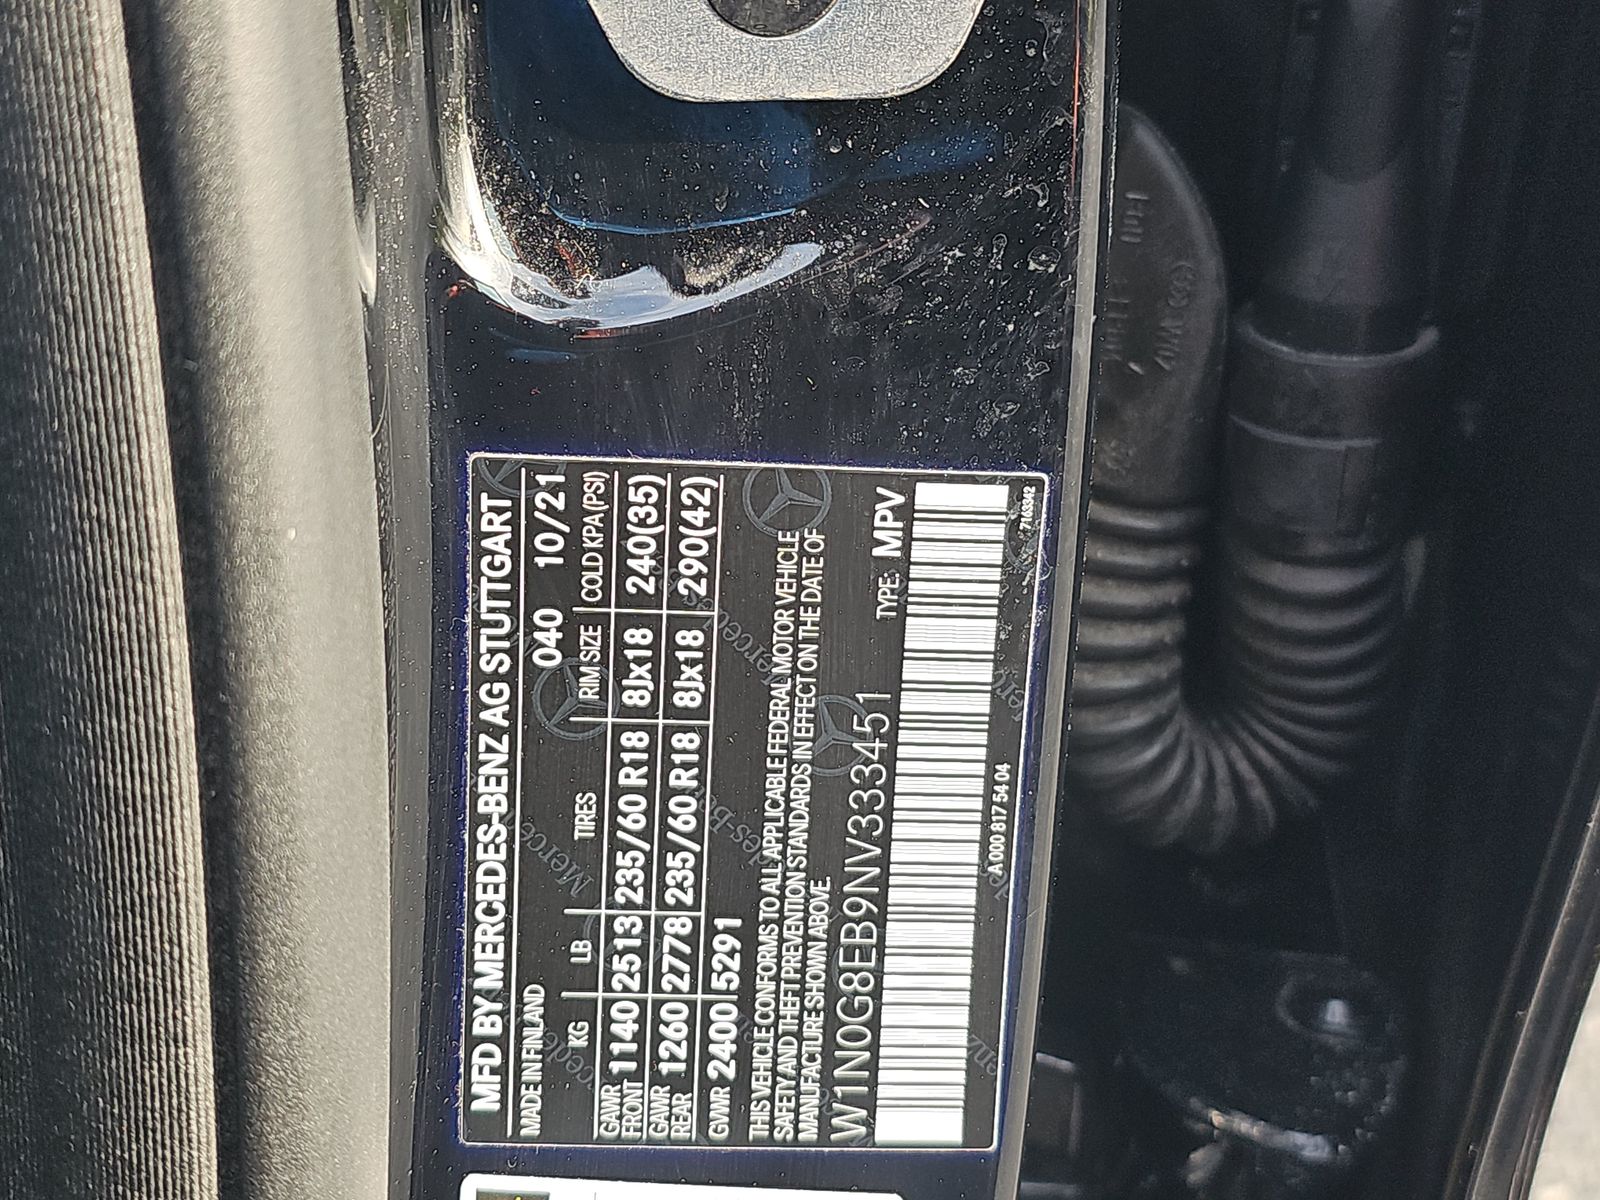 MFD BY MERCEDES-BENZ AG STUTTGART
MADE IN FINLAND 040 10/21
KG LB TIRES RIM SIZE COLD KPA(PSI)
GAWR FRONT 1140 2513 235/60 R18 8Jx18 240(35)
GAWR REAR 1260 2778 235/60 R18 8Jx18 290(42)
GVWR 2400 5291
THIS VEHICLE CONFORMS TO ALL APPLICABLE FEDERAL MOTOR VEHICLE
SAFETY AND THEFT PREVENTION STANDARDS IN EFFECT ON THE DATE OF
MANUFACTURE SHOWN ABOVE.
TYPE: MPV
W1N0G8EB9NV333451
A 000 817 54 04
7163342